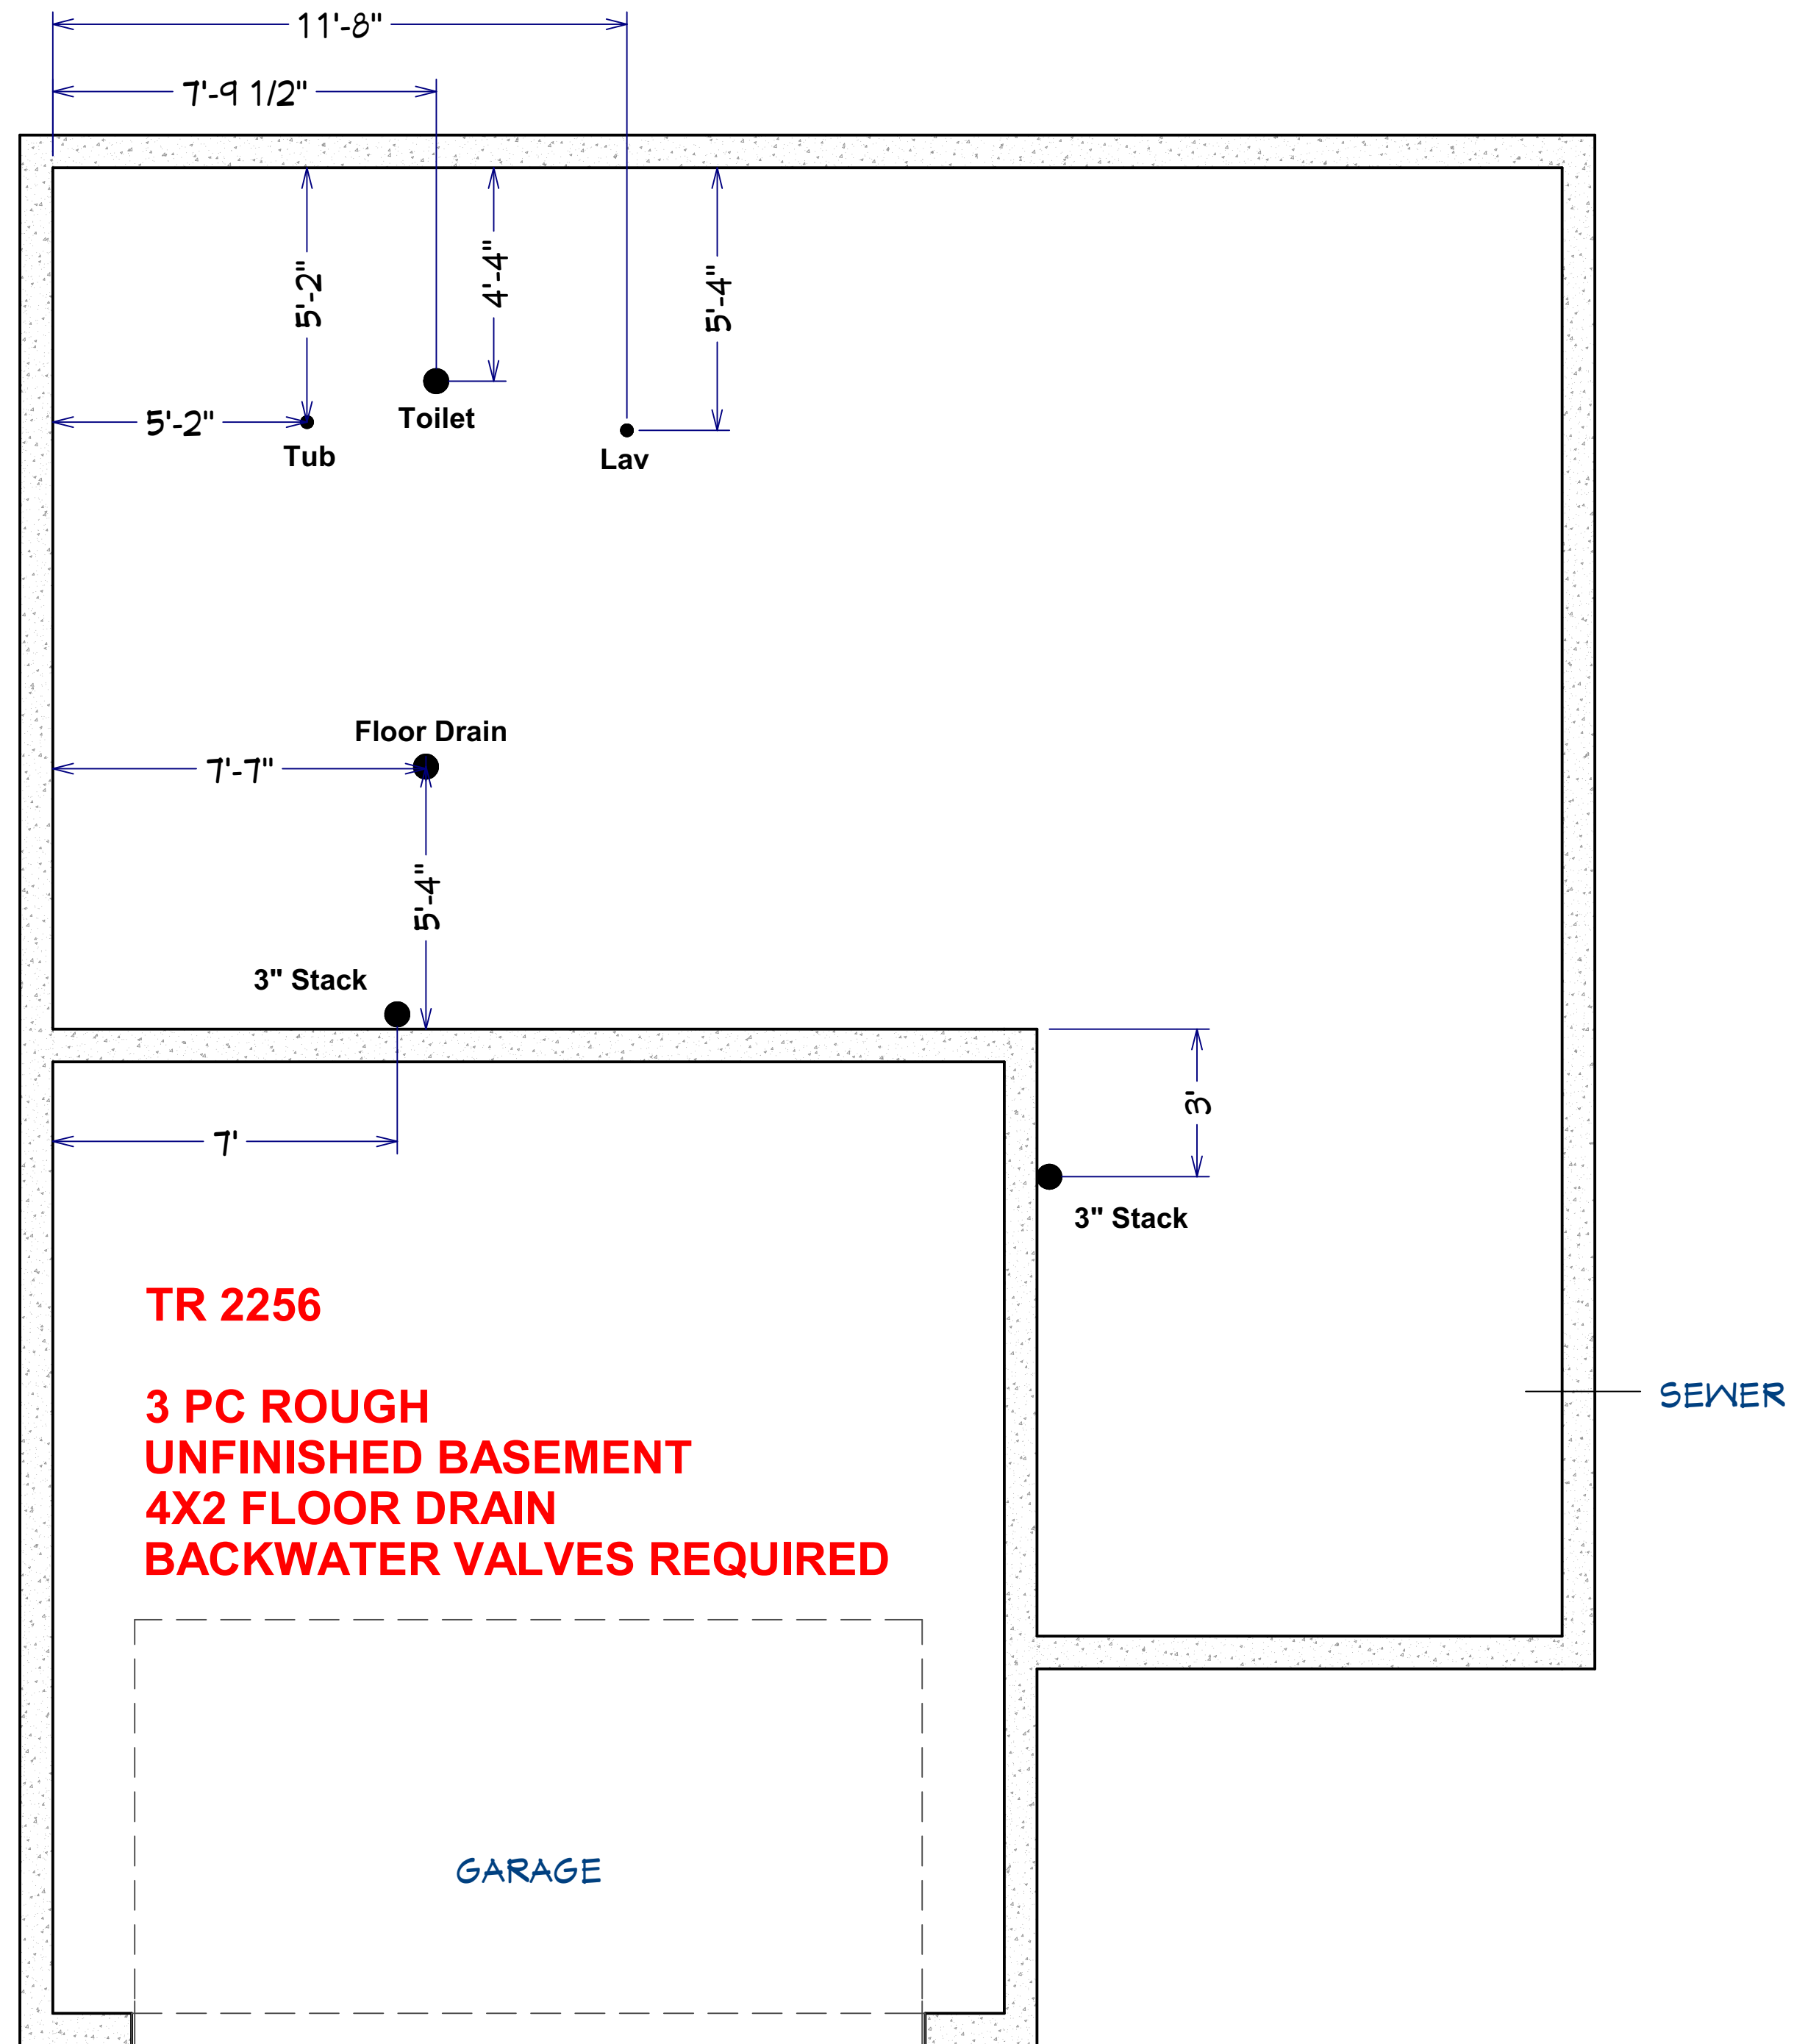 11'-8"
7'-9 1/2"
5'-2"
4'-4"
5'-4"
5'-2"
Toilet
Tub
Lav
Floor Drain
7'-7"
5'-4"
3" Stack
3'
7'
3" Stack
TR 2256
3 PC ROUGH
UNFINISHED BASEMENT
4X2 FLOOR DRAIN
BACKWATER VALVES REQUIRED
SEWER
GARAGE